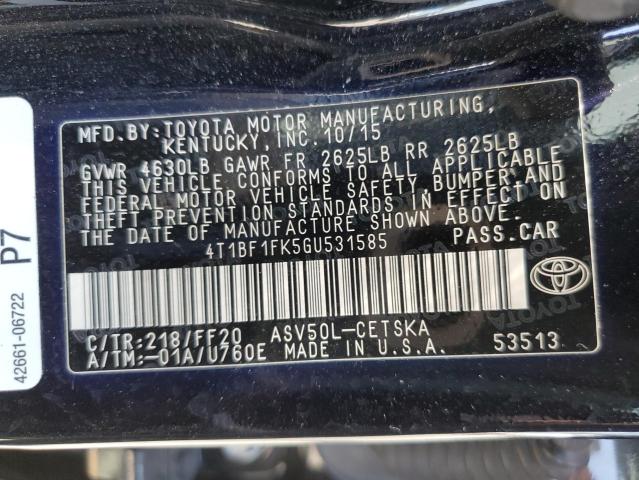 MFD.BY:TOYOTA MOTOR MANUFACTURING,
KENTUCKY,INC. 10/15
GVWR 4630LB GAWR FR 2625LB RR 2625LB
THIS VEHICLE CONFORMS TO ALL APPLICABLE
FEDERAL MOTOR VEHICLE SAFETY,BUMPER,AND
THEFT PREVENTION STANDARDS IN EFFECT ON
THE DATE OF MANUFACTURE SHOWN ABOVE.
4T1BF1FK5GU531585 PASS.CAR
C/TR:218/FF20 ASV50L-CETSKA
A/TM:-01A/U760E MADE IN U.S.A. 53513
42661-06722 P7